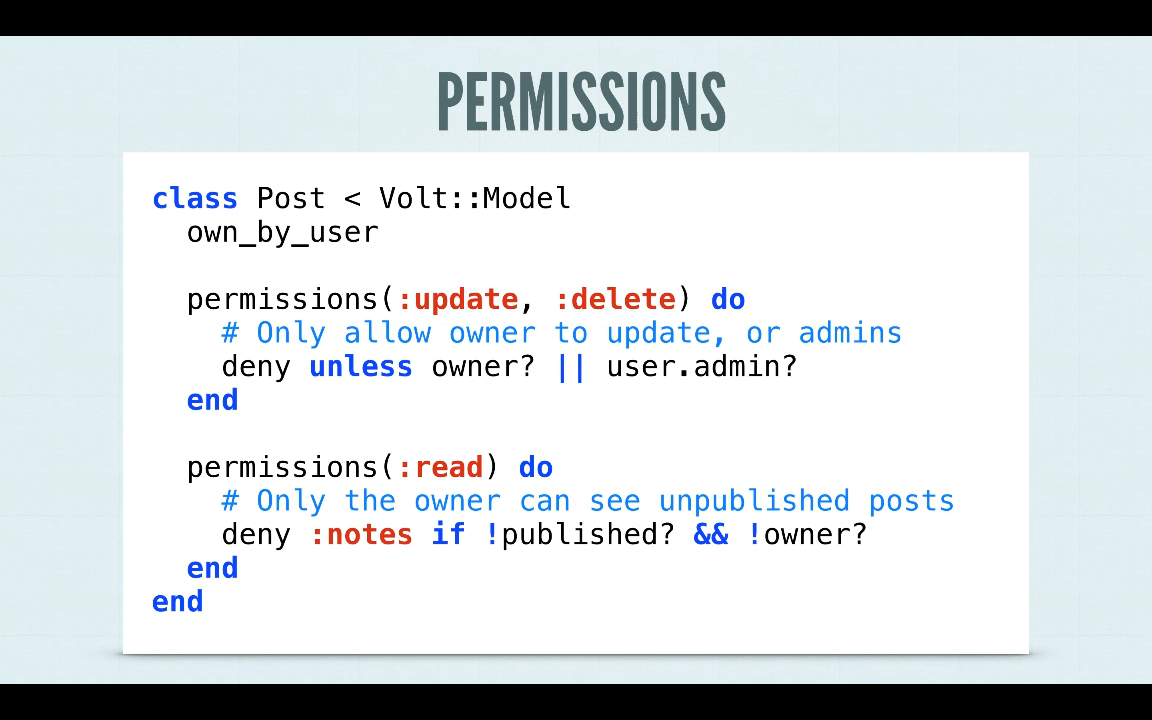 PERMISSIONS
class Post < Volt::Model
  own_by_user
  permissions(:update, :delete) do
    # Only allow owner to update, or admins
    deny unless owner? || user.admin?
  end
  permissions(:read) do
    # Only the owner can see unpublished posts
    deny :notes if !published? && !owner?
  end
end